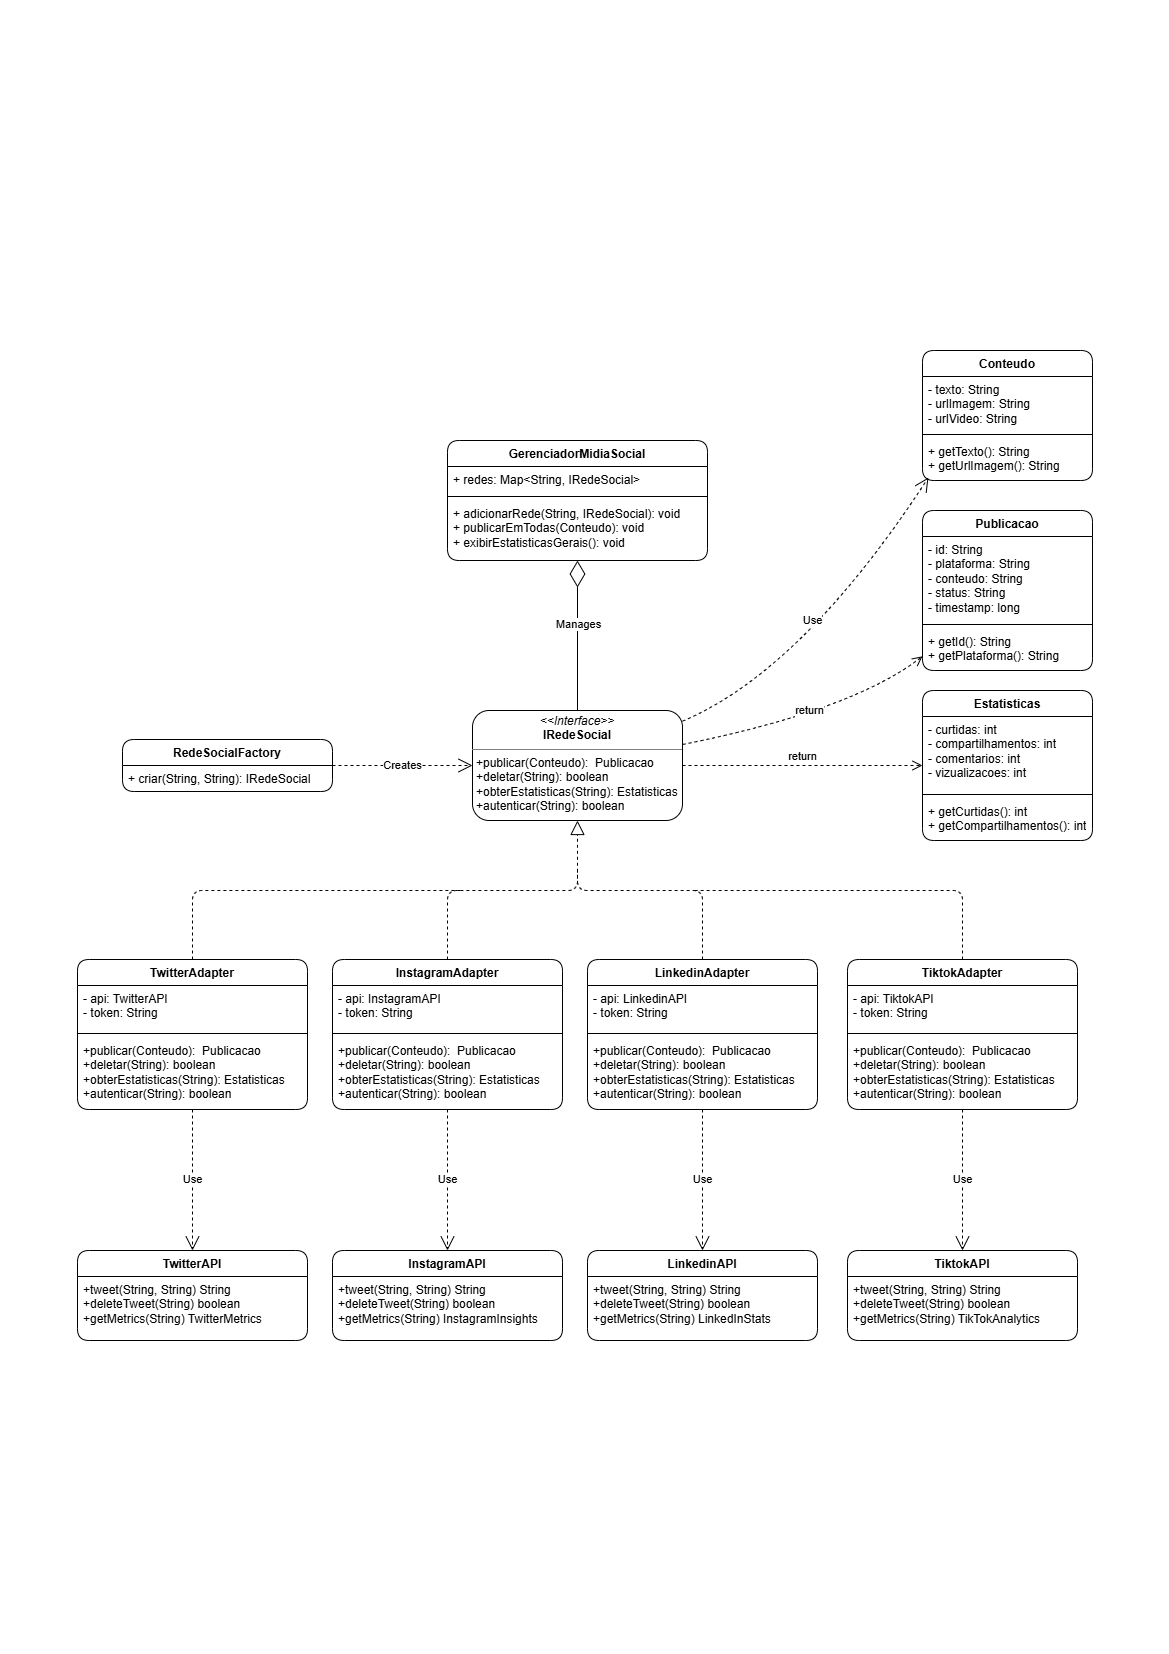 Conteudo
- texto: String
- urlImagem: String
- urlVideo: String
+ getTexto(): String
+ getUrlImagem(): String
GerenciadorMidiaSocial
+ redes: Map<String, IRedeSocial>
+ adicionarRede(String, IRedeSocial): void
+ publicarEmTodas(Conteudo): void
+ exibirEstatisticasGerais(): void
Publicacao
- id: String
- plataforma: String
- conteudo: String
- status: String
- timestamp: long
+ getId(): String
+ getPlataforma(): String
Manages
Use
return
return
Estatisticas
- curtidas: int
- compartilhamentos: int
- comentarios: int
- vizualizacoes: int
+ getCurtidas(): int
+ getCompartilhamentos(): int
RedeSocialFactory
+ criar(String, String): IRedeSocial
Creates
<<Interface>>
IRedeSocial
+publicar(Conteudo):  Publicacao
+deletar(String): boolean
+obterEstatisticas(String): Estatisticas
+autenticar(String): boolean
TwitterAdapter
- api: TwitterAPI
- token: String
+publicar(Conteudo):  Publicacao
+deletar(String): boolean
+obterEstatisticas(String): Estatisticas
+autenticar(String): boolean
InstagramAdapter
- api: InstagramAPI
- token: String
+publicar(Conteudo):  Publicacao
+deletar(String): boolean
+obterEstatisticas(String): Estatisticas
+autenticar(String): boolean
LinkedinAdapter
- api: LinkedinAPI
- token: String
+publicar(Conteudo):  Publicacao
+deletar(String): boolean
+obterEstatisticas(String): Estatisticas
+autenticar(String): boolean
TiktokAdapter
- api: TiktokAPI
- token: String
+publicar(Conteudo):  Publicacao
+deletar(String): boolean
+obterEstatisticas(String): Estatisticas
+autenticar(String): boolean
Use
Use
Use
Use
TwitterAPI
+tweet(String, String) String
+deleteTweet(String) boolean
+getMetrics(String) TwitterMetrics
InstagramAPI
+tweet(String, String) String
+deleteTweet(String) boolean
+getMetrics(String) InstagramInsights
LinkedinAPI
+tweet(String, String) String
+deleteTweet(String) boolean
+getMetrics(String) LinkedInStats
TiktokAPI
+tweet(String, String) String
+deleteTweet(String) boolean
+getMetrics(String) TikTokAnalytics